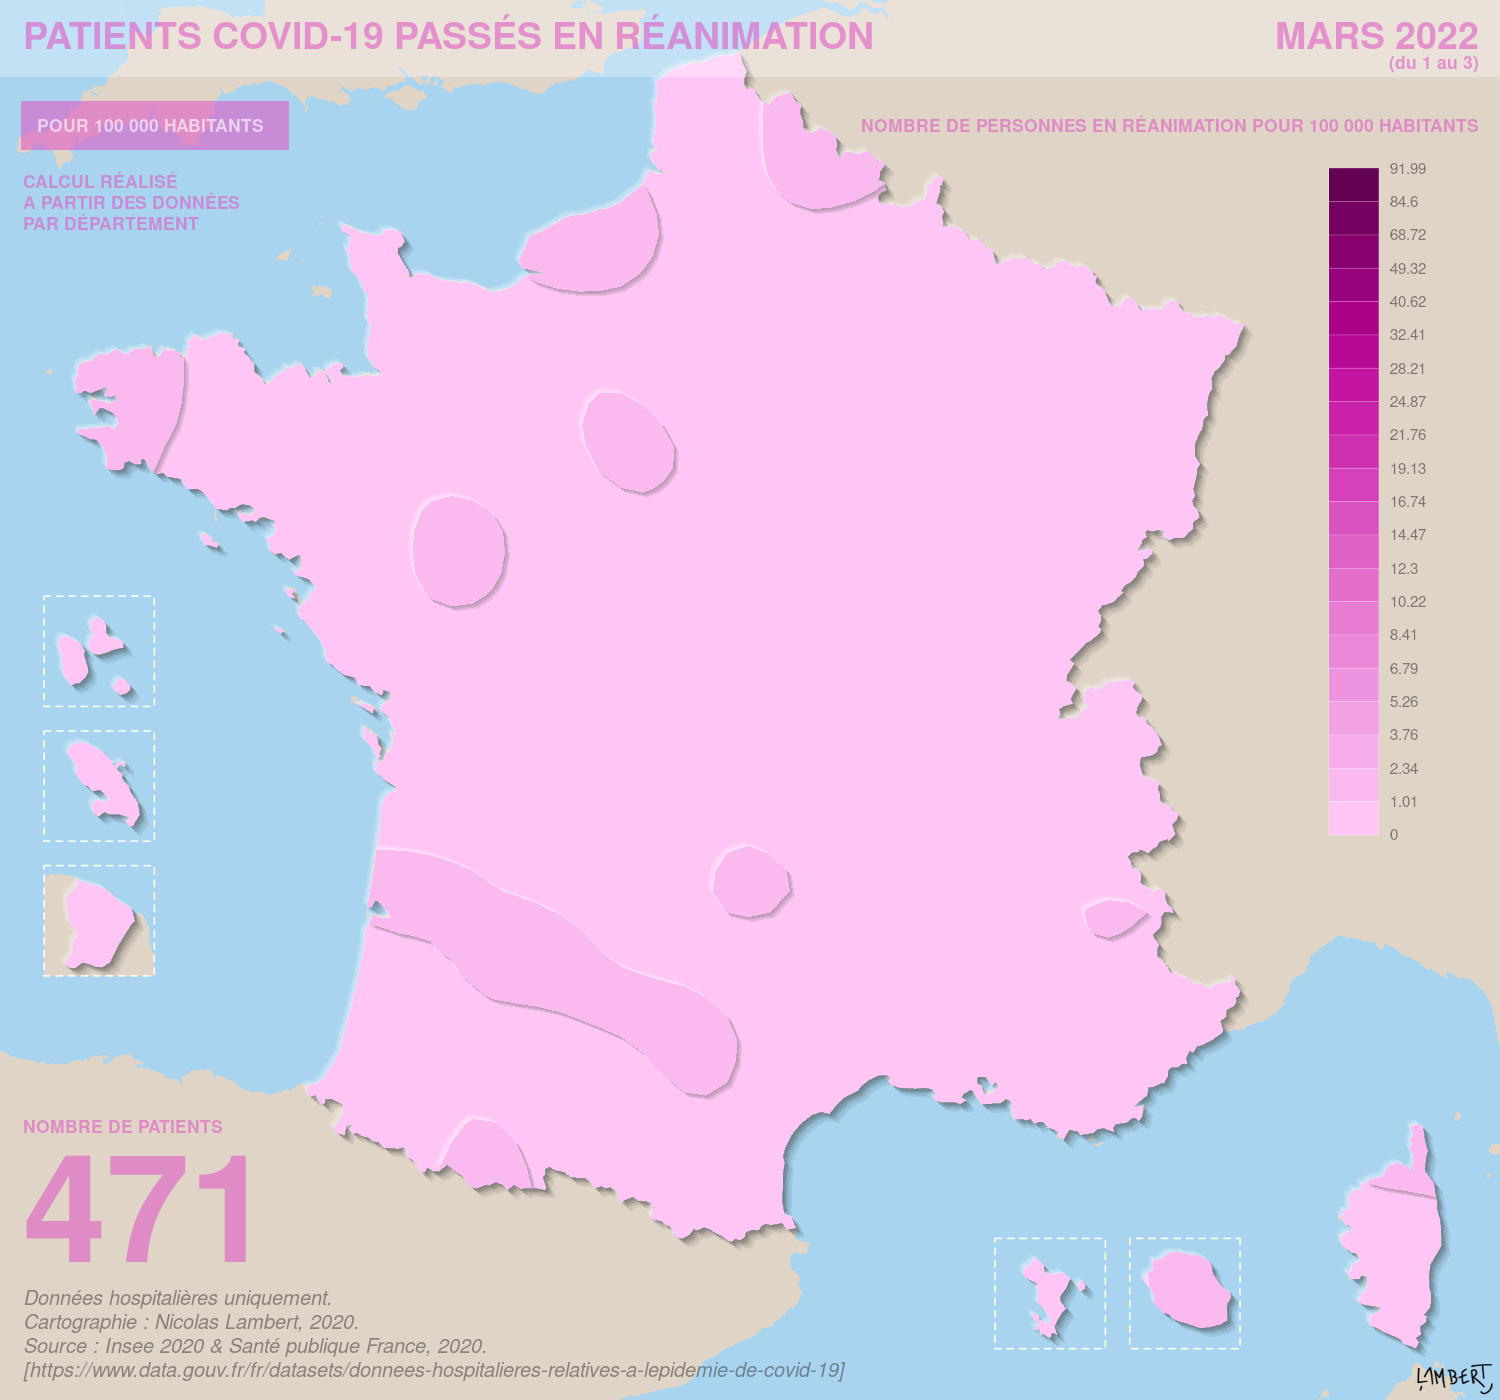 PATIENTS COVID-19 PASSÉS EN RÉANIMATION
MARS 2022
(du 1 au 3)
POUR 100 000 HABITANTS
CALCUL RÉALISÉ
A PARTIR DES DONNÉES
PAR DÉPARTEMENT
NOMBRE DE PERSONNES EN RÉANIMATION POUR 100 000 HABITANTS
91.99
84.6
68.72
49.32
40.62
32.41
28.21
24.87
21.76
19.13
16.74
14.47
12.3
10.22
8.41
6.79
5.26
3.76
2.34
1.01
0
NOMBRE DE PATIENTS
471
Données hospitalières uniquement.
Cartographie : Nicolas Lambert, 2020.
Source : Insee 2020 & Santé publique France, 2020.
[https://www.data.gouv.fr/fr/datasets/donnees-hospitalieres-relatives-a-lepidemie-de-covid-19]
LAMBERT